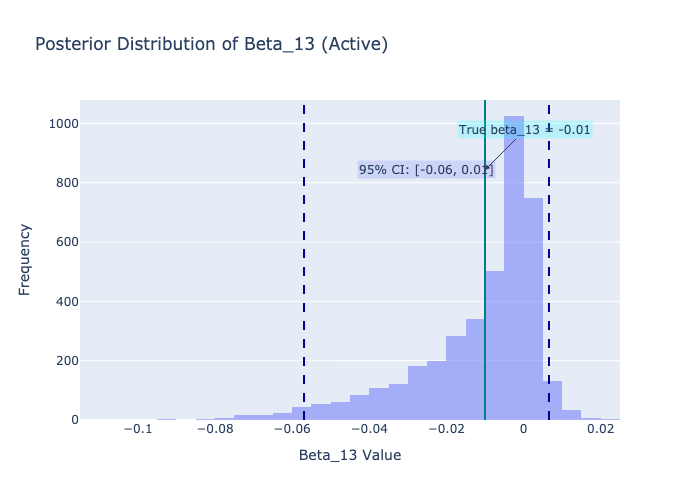 Posterior Distribution of Beta_13 (Active)
1000
True beta_13 = -0.01
95% CI: [-0.06, 0.01]
800
600
400
200
0
Frequency
−0.1
−0.08
−0.06
−0.04
−0.02
0
0.02
Beta_13 Value